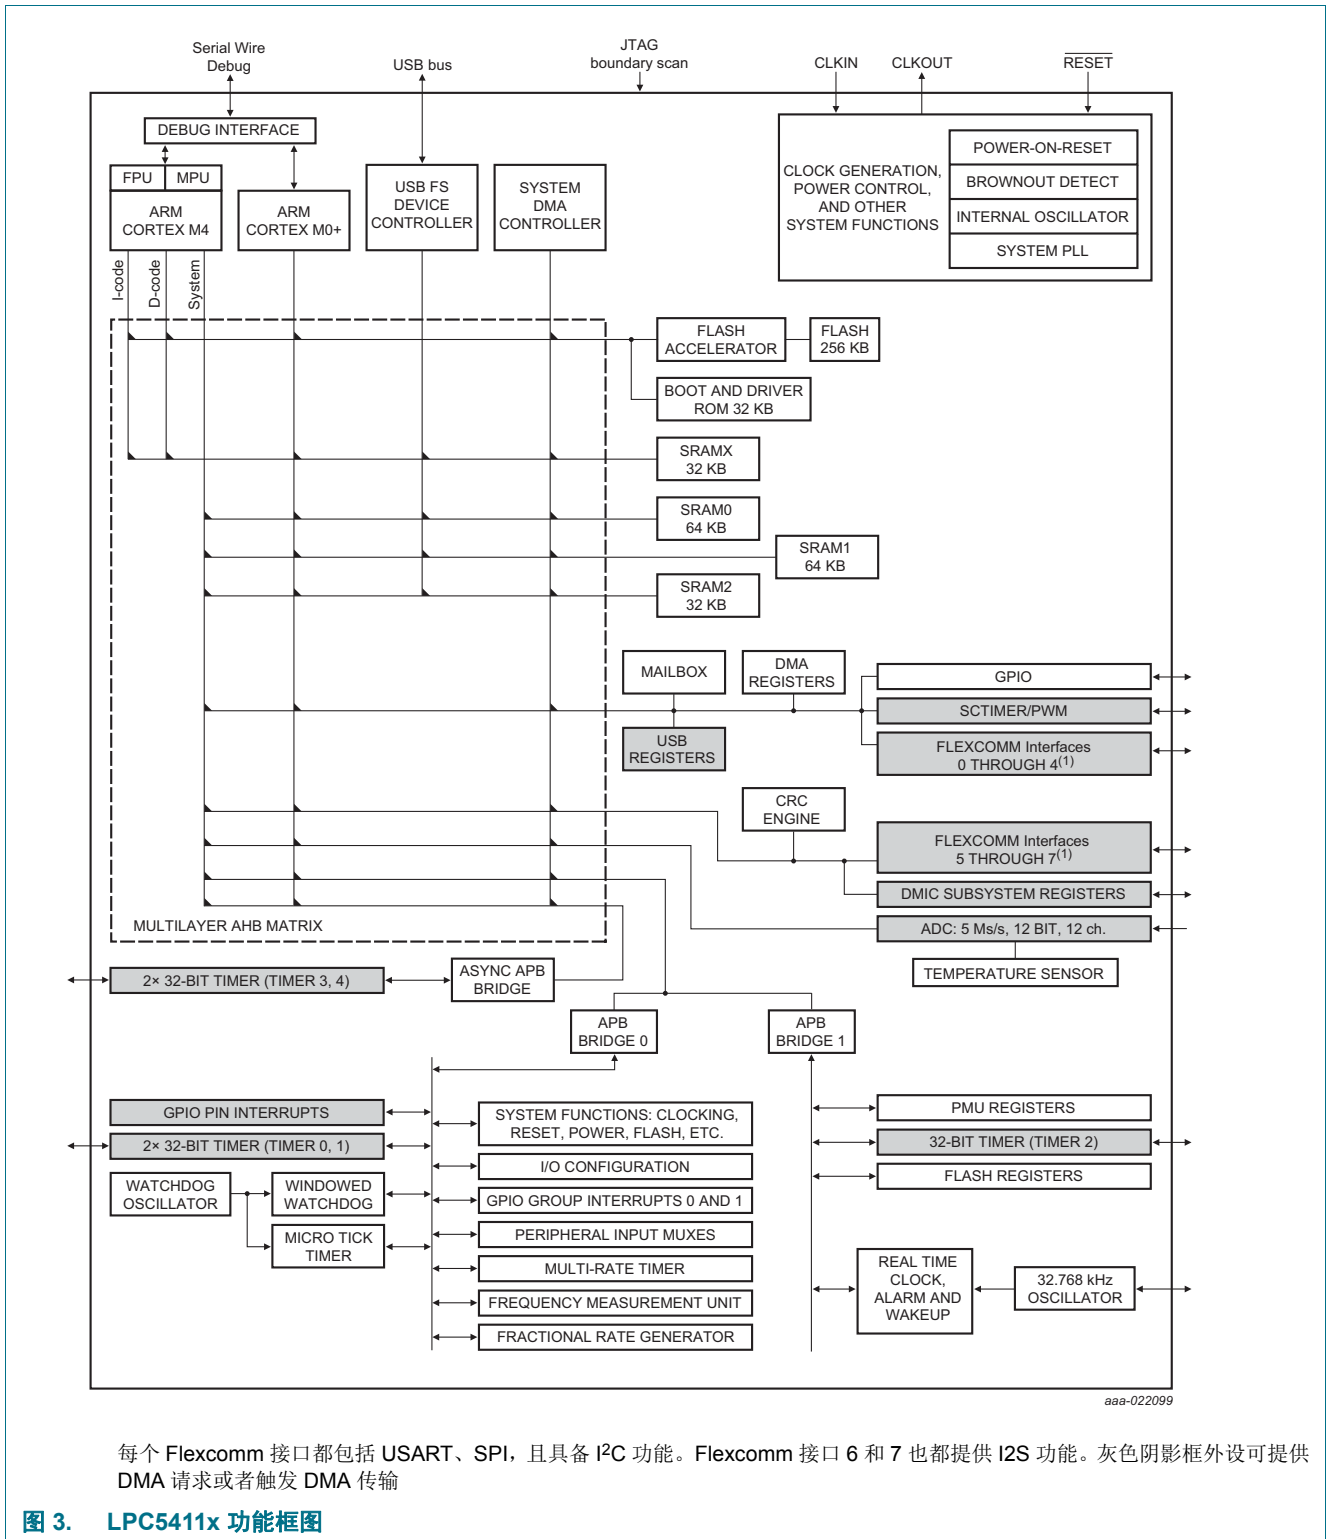 Serial Wire
Debug
USB bus
JTAG
boundary scan
CLKIN
CLKOUT
RESET
DEBUG INTERFACE
FPU
MPU
ARM
CORTEX M4
ARM
CORTEX M0+
USB FS
DEVICE
CONTROLLER
SYSTEM
DMA
CONTROLLER
CLOCK GENERATION,
POWER CONTROL,
AND OTHER
SYSTEM FUNCTIONS
POWER-ON-RESET
BROWNOUT DETECT
INTERNAL OSCILLATOR
SYSTEM PLL
I-code
D-code
System
FLASH
ACCELERATOR
FLASH
256 KB
BOOT AND DRIVER
ROM 32 KB
SRAMX
32 KB
SRAM0
64 KB
SRAM1
64 KB
SRAM2
32 KB
MAILBOX
DMA
REGISTERS
GPIO
SCTIMER/PWM
USB
REGISTERS
FLEXCOMM Interfaces
0 THROUGH 4(1)
CRC
ENGINE
FLEXCOMM Interfaces
5 THROUGH 7(1)
DMIC SUBSYSTEM REGISTERS
ADC: 5 Ms/s, 12 BIT, 12 ch.
TEMPERATURE SENSOR
MULTILAYER AHB MATRIX
2× 32-BIT TIMER (TIMER 3, 4)
ASYNC APB
BRIDGE
APB
BRIDGE 0
APB
BRIDGE 1
GPIO PIN INTERRUPTS
2× 32-BIT TIMER (TIMER 0, 1)
WATCHDOG
OSCILLATOR
WINDOWED
WATCHDOG
MICRO TICK
TIMER
SYSTEM FUNCTIONS: CLOCKING,
RESET, POWER, FLASH, ETC.
I/O CONFIGURATION
GPIO GROUP INTERRUPTS 0 AND 1
PERIPHERAL INPUT MUXES
MULTI-RATE TIMER
FREQUENCY MEASUREMENT UNIT
FRACTIONAL RATE GENERATOR
PMU REGISTERS
32-BIT TIMER (TIMER 2)
FLASH REGISTERS
REAL TIME
CLOCK,
ALARM AND
WAKEUP
32.768 kHz
OSCILLATOR
aaa-022099
每个 Flexcomm 接口都包括 USART、SPI，且具备 I2C 功能。Flexcomm 接口 6 和 7 也都提供 I2S 功能。灰色阴影框外设可提供
DMA 请求或者触发 DMA 传输
图 3. LPC5411x 功能框图